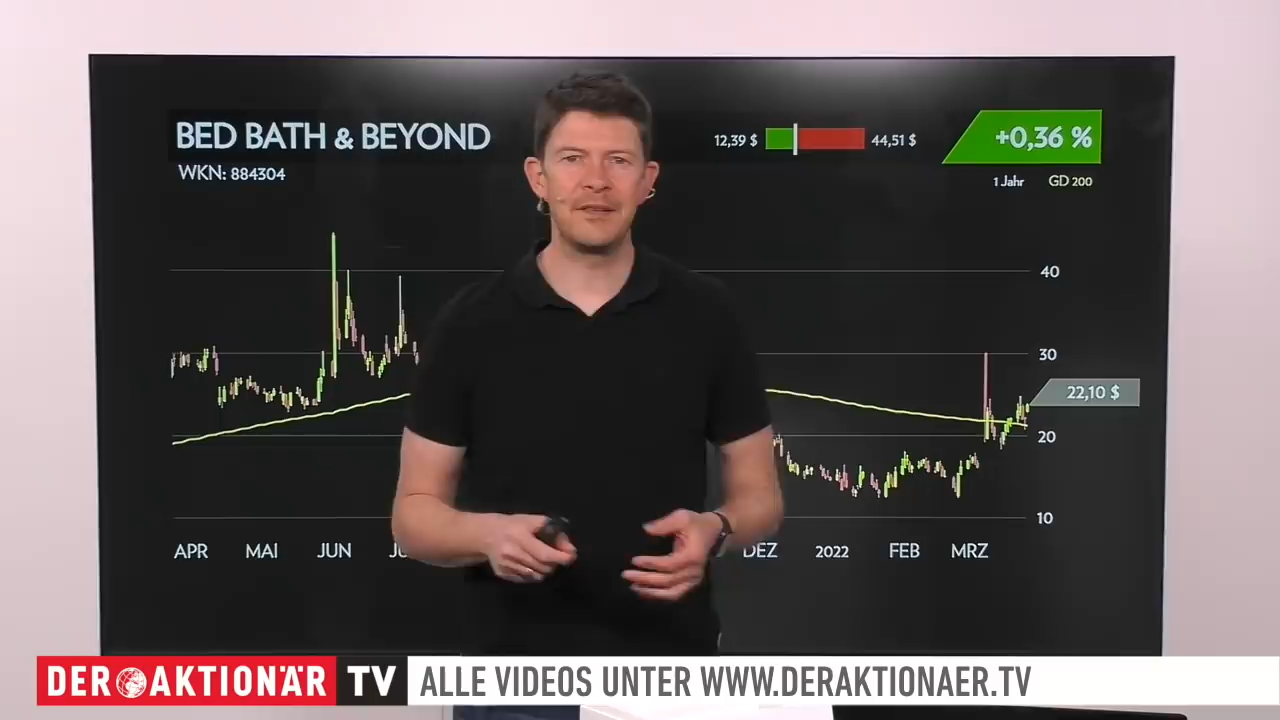 BED BATH & BEYOND
WKN: 884304
12,39 $
44,51 $
+0,36 %
1 Jahr GD 200
40
30
22,10 $
20
10
APR MAI JUN DEZ 2022 FEB MRZ
DER AKTIONÄR TV
ALLE VIDEOS UNTER WWW.DERAKTIONAER.TV